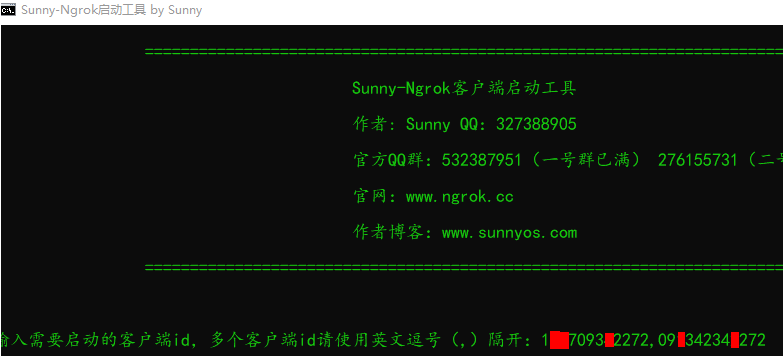 Sunny-Ngrok启动工具 by Sunny
Sunny-Ngrok客户端启动工具
作者: Sunny QQ: 327388905
官方QQ群: 532387951 (一号群已满) 276155731 (二号
官网: www.ngrok.cc
作者博客: www.sunnyos.com
输入需要启动的客户端id, 多个客户端id请使用英文逗号 (,) 隔开: 1 7093 2272,09 34234 272